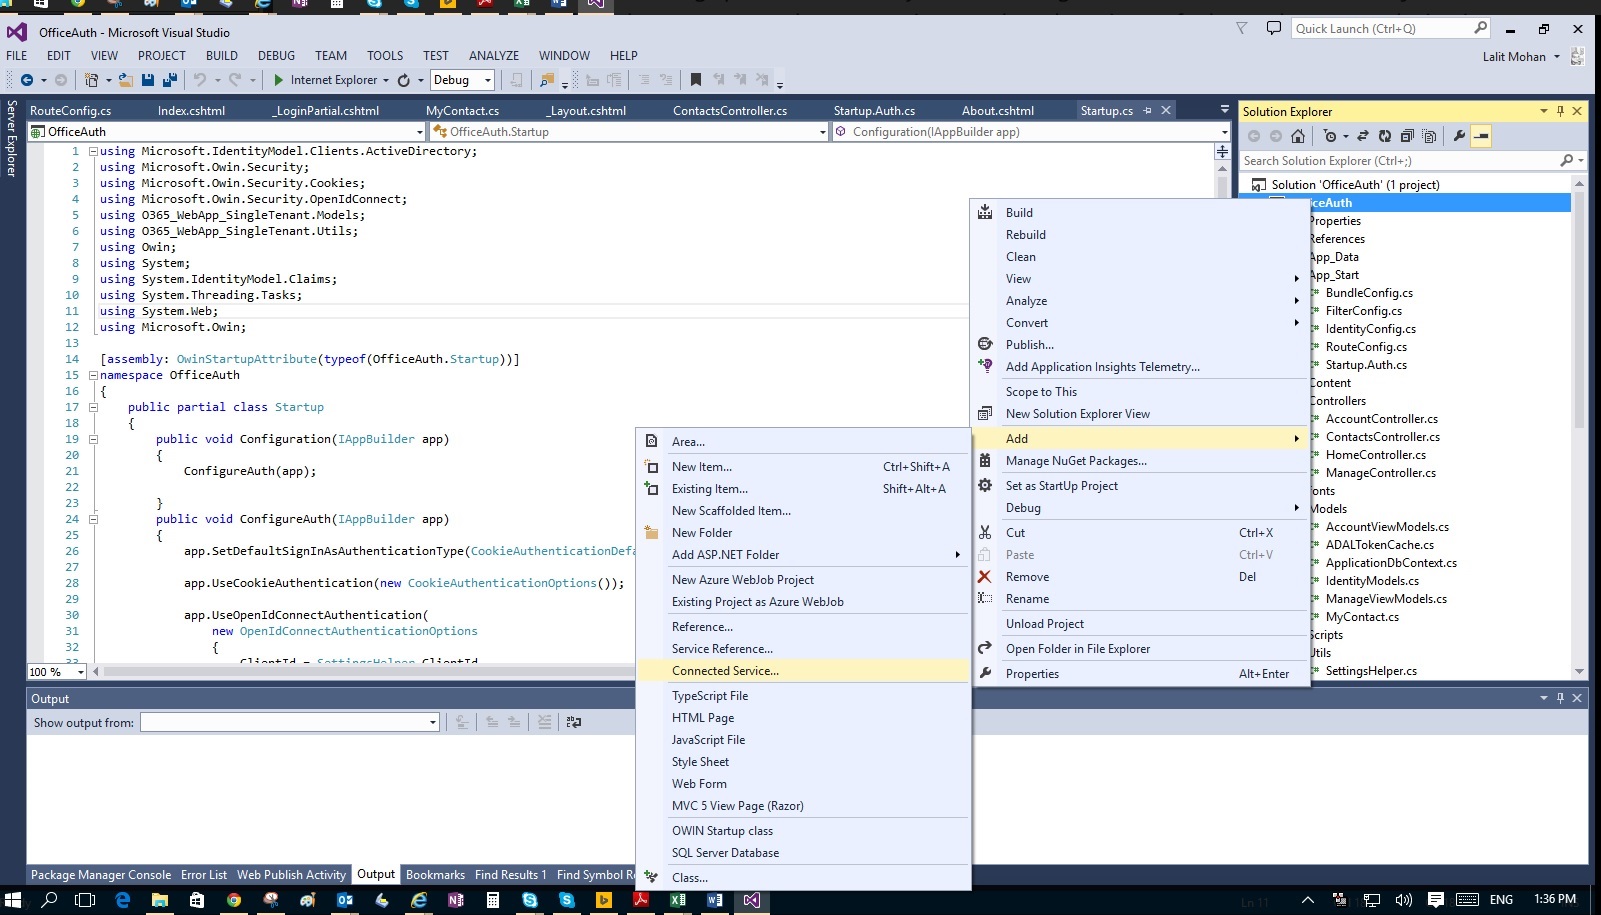 OfficeAuth - Microsoft Visual Studio
Quick Launch (Ctrl+Q)
FILE EDIT VIEW PROJECT BUILD DEBUG TEAM TOOLS TEST ANALYZE WINDOW HELP
Lalit Mohan
Internet Explorer Debug
Server Explorer
RouteConfig.cs Index.cshtml _LoginPartial.cshtml MyContact.cs _Layout.cshtml ContactsController.cs Startup.Auth.cs About.cshtml Startup.cs
OfficeAuth OfficeAuth.Startup Configuration(IAppBuilder app)
1 using Microsoft.IdentityModel.Clients.ActiveDirectory;
2 using Microsoft.Owin.Security;
3 using Microsoft.Owin.Security.Cookies;
4 using Microsoft.Owin.Security.OpenIdConnect;
5 using O365_WebApp_SingleTenant.Models;
6 using O365_WebApp_SingleTenant.Utils;
7 using Owin;
8 using System;
9 using System.IdentityModel.Claims;
10 using System.Threading.Tasks;
11 using System.Web;
12 using Microsoft.Owin;
13
14 [assembly: OwinStartupAttribute(typeof(OfficeAuth.Startup))]
15 namespace OfficeAuth
16 {
17 public partial class Startup
18 {
19 public void Configuration(IAppBuilder app)
20 {
21 ConfigureAuth(app);
22
23 }
24 public void ConfigureAuth(IAppBuilder app)
25 {
26 app.SetDefaultSignInAsAuthenticationType(CookieAuthenticationDefa
27
28 app.UseCookieAuthentication(new CookieAuthenticationOptions());
29
30 app.UseOpenIdConnectAuthentication(
31 new OpenIdConnectAuthenticationOptions
32 {
33 ClientId = SettingsHelper.ClientId
100 %
Area...
New Item... Ctrl+Shift+A
Existing Item... Shift+Alt+A
New Scaffolded Item...
New Folder
Add ASP.NET Folder
New Azure WebJob Project
Existing Project as Azure WebJob
Reference...
Service Reference...
Connected Service...
TypeScript File
HTML Page
JavaScript File
Style Sheet
Web Form
MVC 5 View Page (Razor)
OWIN Startup class
SQL Server Database
Class...
Build
Rebuild
Clean
View
Analyze
Convert
Publish...
Add Application Insights Telemetry...
Scope to This
New Solution Explorer View
Add
Manage NuGet Packages...
Set as StartUp Project
Debug
Cut Ctrl+X
Paste Ctrl+V
Remove Del
Rename
Unload Project
Open Folder in File Explorer
Properties Alt+Enter
Solution Explorer
Search Solution Explorer (Ctrl+;)
Solution 'OfficeAuth' (1 project)
ceAuth
Properties
References
App_Data
App_Start
BundleConfig.cs
FilterConfig.cs
IdentityConfig.cs
RouteConfig.cs
Startup.Auth.cs
Content
Controllers
AccountController.cs
ContactsController.cs
HomeController.cs
ManageController.cs
fonts
Models
AccountViewModels.cs
ADALTokenCache.cs
ApplicationDbContext.cs
IdentityModels.cs
ManageViewModels.cs
MyContact.cs
Scripts
Utils
SettingsHelper.cs
Output
Show output from:
Package Manager Console Error List Web Publish Activity Output Bookmarks Find Results 1 Find Symbol Re
Ln 11
ENG 1:36 PM